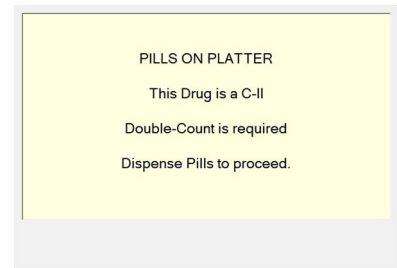 PILLS ON PLATTER
This Drug is a C-II
Double-Count is required
Dispense Pills to proceed.